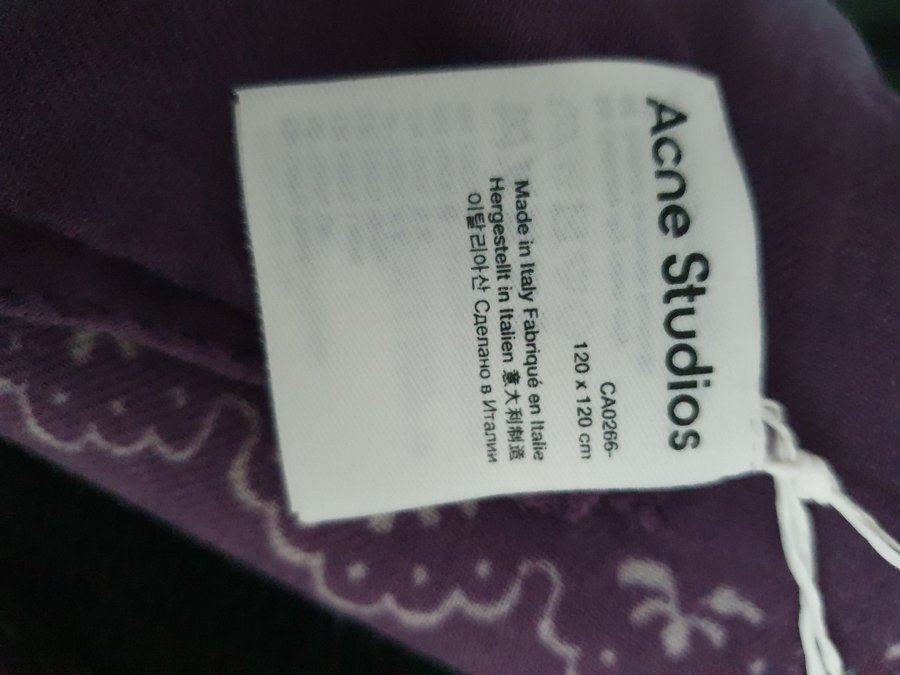 Acne Studios
CA0266-
120 x 120 cm
Made in Italy Fabriqué en Italie
Hergestellt in Italien 意大利制造
이탈리아산 Сделано в Италии